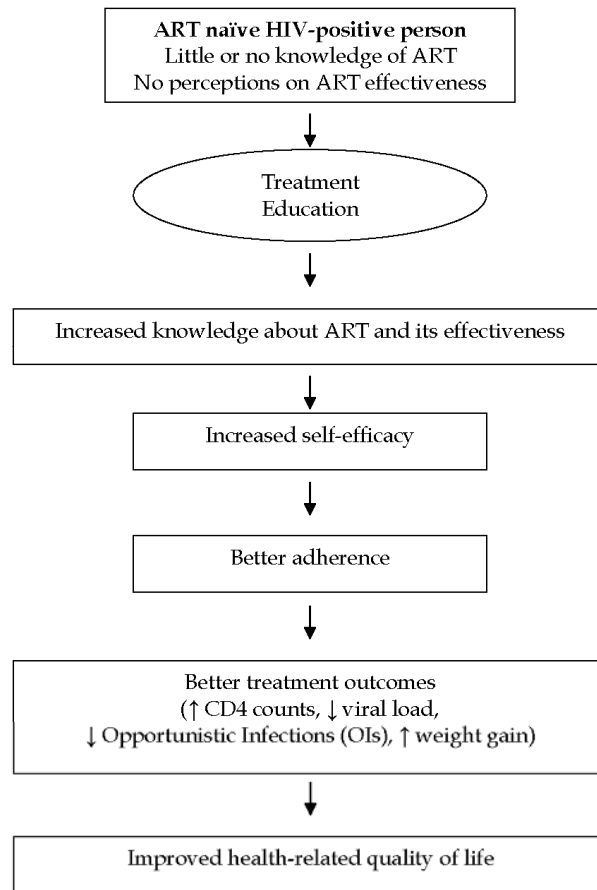 ART naïve HIV-positive person
Little or no knowledge of ART
No perceptions on ART effectiveness
Treatment
Education
Increased knowledge about ART and its effectiveness
Increased self-efficacy
Better adherence
Better treatment outcomes
(↑ CD4 counts, ↓ viral load,
↓ Opportunistic Infections (OIs), ↑ weight gain)
Improved health-related quality of life